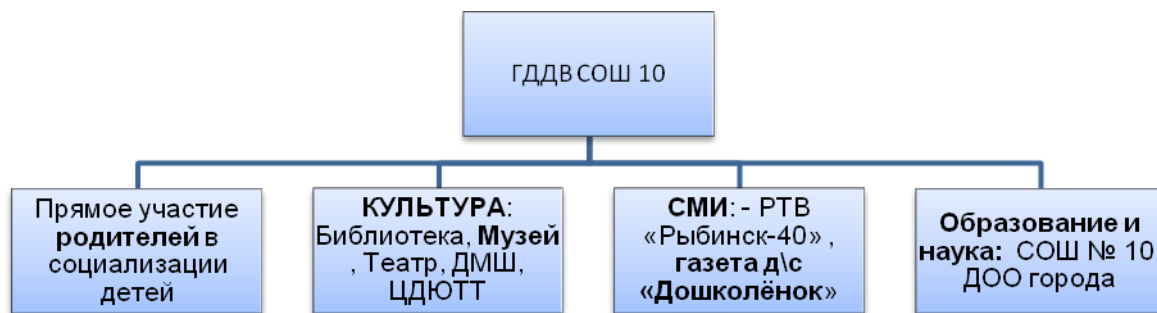 ГДДВ СОШ 10
Прямое участие
родителей в
социализации
детей
КУЛЬТУРА:
Библиотека, Музей
, Театр, ДМШ,
ЦДЮТТ
СМИ: - РТВ
«Рыбинск-40» ,
газета д\с
«Дошколёнок»
Образование и
наука: СОШ № 10
ДОО города